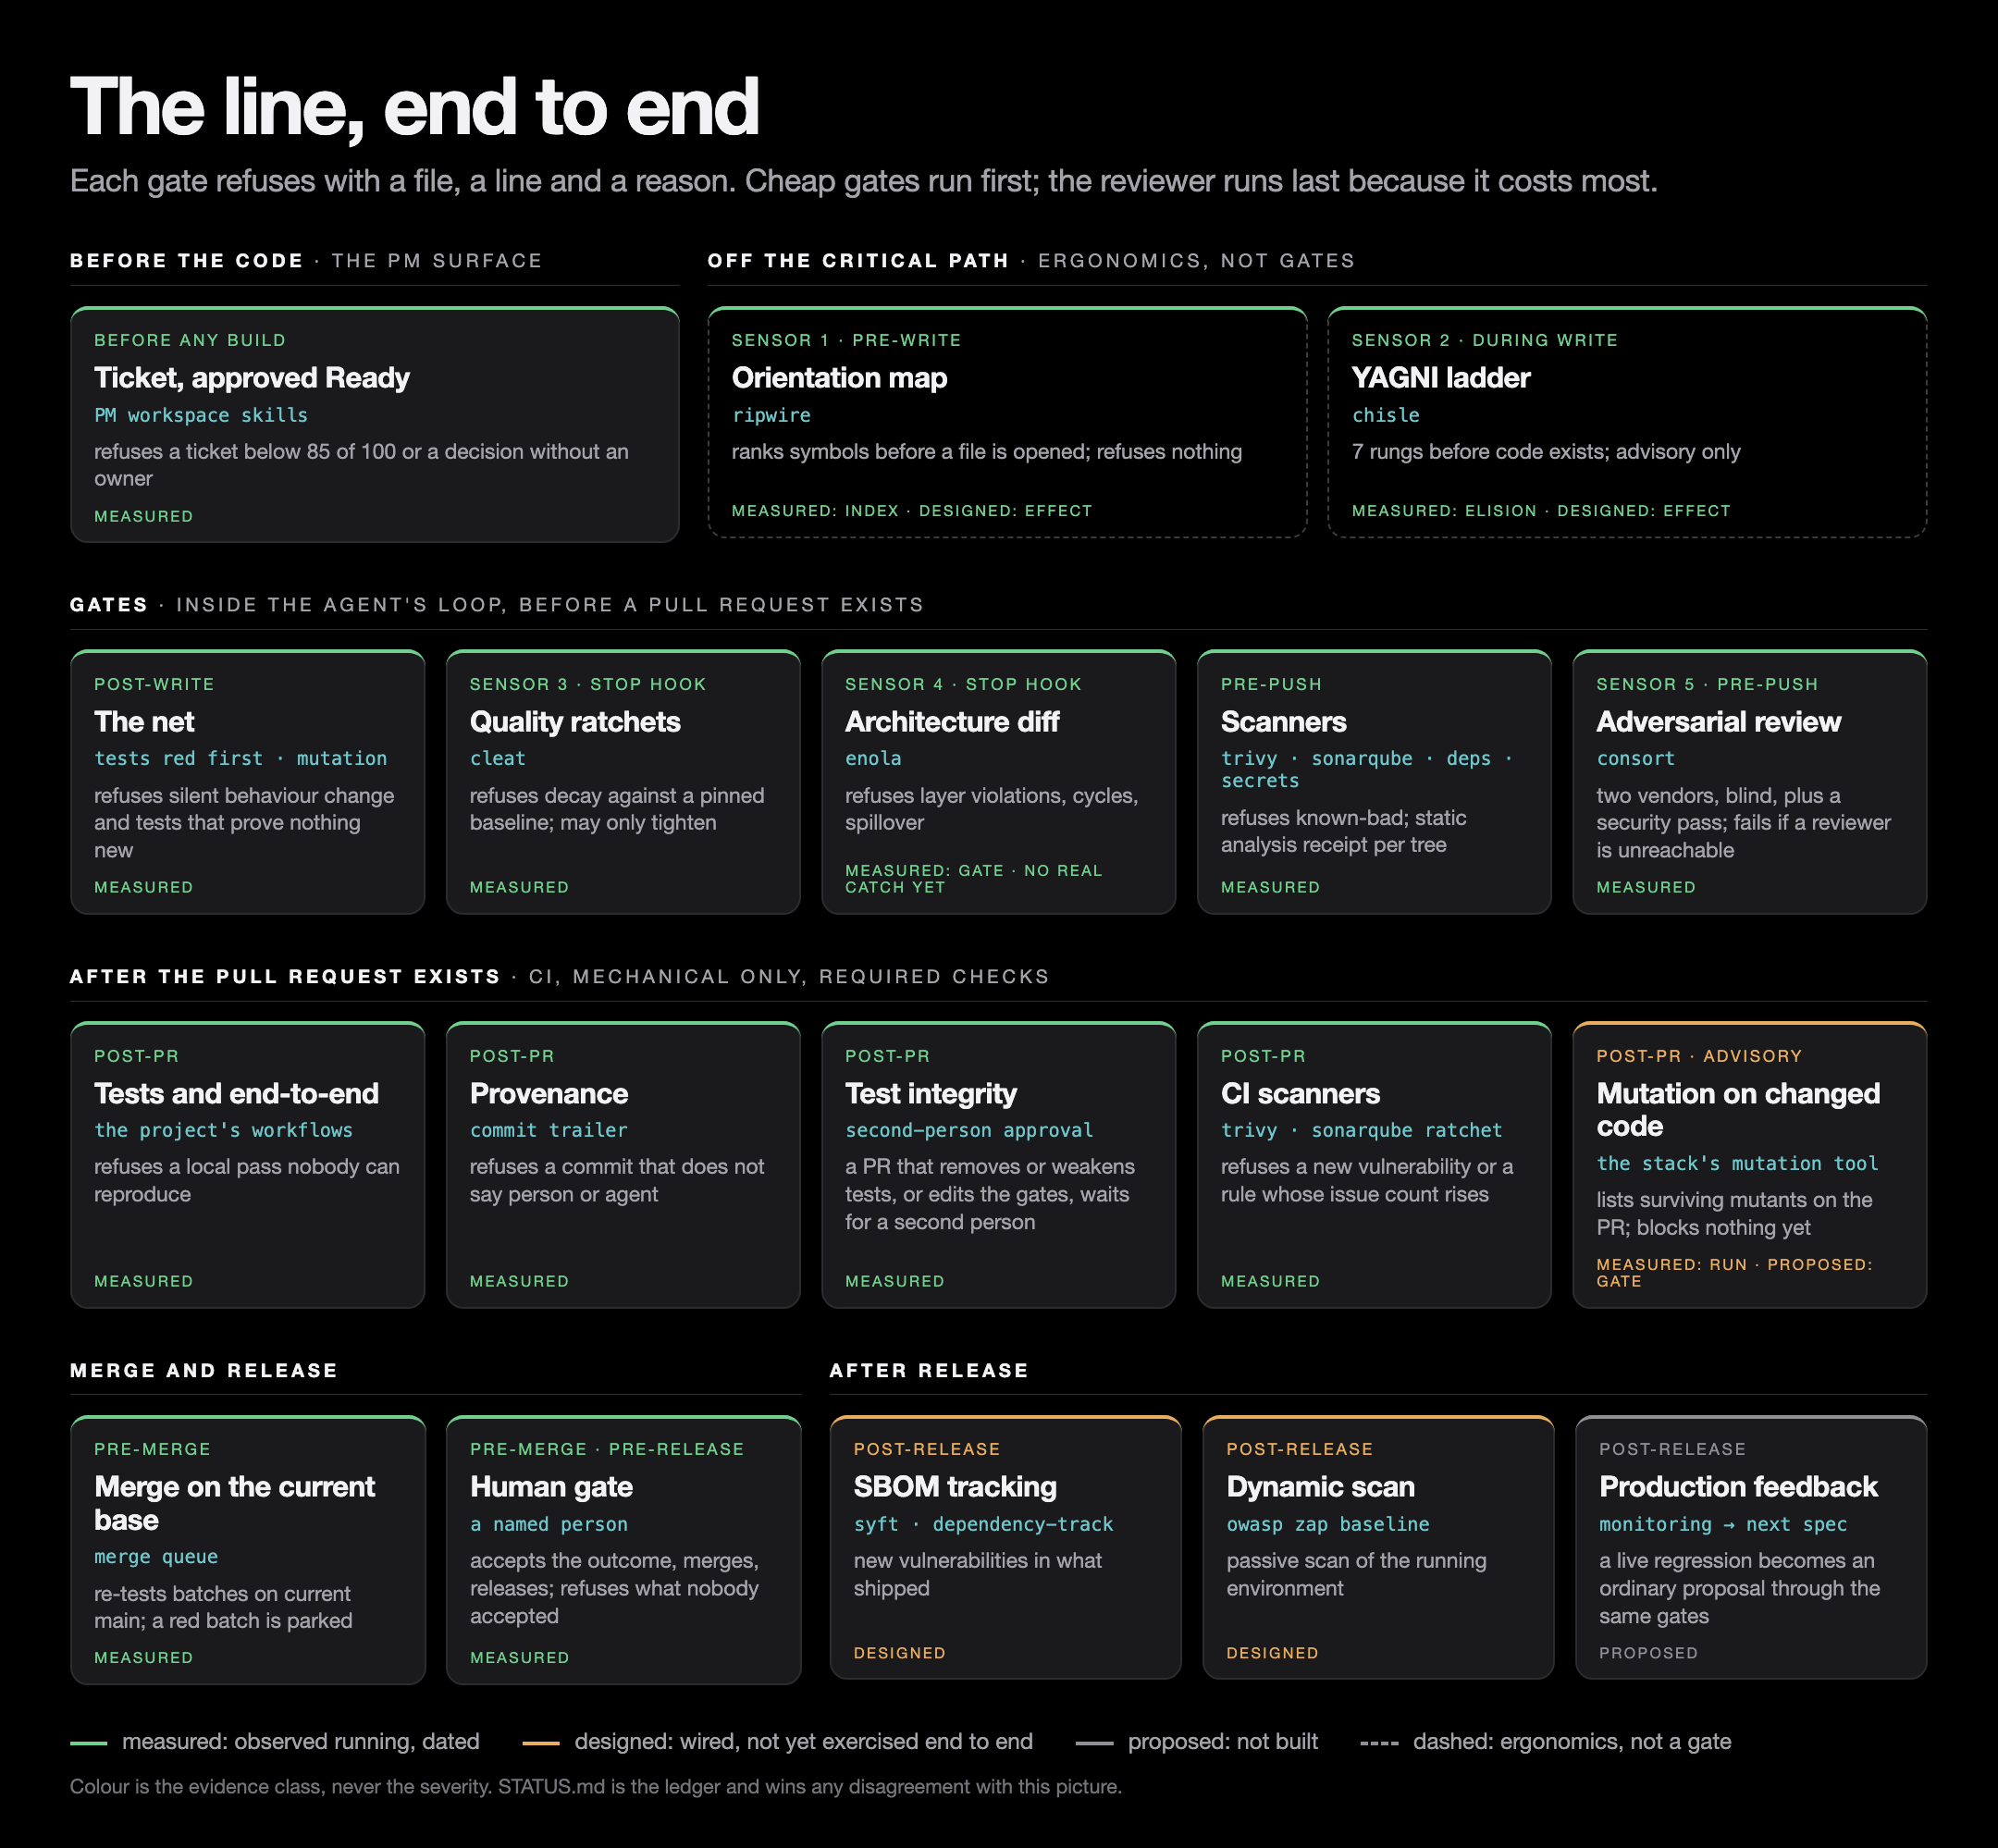 The line, end to end
Each gate refuses with a file, a line and a reason. Cheap gates run first; the reviewer runs last because it costs most.
BEFORE THE CODE · THE PM SURFACE
BEFORE ANY BUILD
Ticket, approved Ready
PM workspace skills
refuses a ticket below 85 of 100 or a decision without an
owner
MEASURED
OFF THE CRITICAL PATH · ERGONOMICS, NOT GATES
SENSOR 1 · PRE-WRITE
Orientation map
ripwire
ranks symbols before a file is opened; refuses nothing
MEASURED: INDEX · DESIGNED: EFFECT
SENSOR 2 · DURING WRITE
YAGNI ladder
chisle
7 rungs before code exists; advisory only
MEASURED: ELISION · DESIGNED: EFFECT
GATES · INSIDE THE AGENT'S LOOP, BEFORE A PULL REQUEST EXISTS
POST-WRITE
The net
tests red first · mutation
refuses silent behaviour change
and tests that prove nothing
new
MEASURED
SENSOR 3 · STOP HOOK
Quality ratchets
cleat
refuses decay against a pinned
baseline; may only tighten
MEASURED
SENSOR 4 · STOP HOOK
Architecture diff
enola
refuses layer violations, cycles,
spillover
MEASURED: GATE · NO REAL
CATCH YET
PRE-PUSH
Scanners
trivy · sonarqube · deps ·
secrets
refuses known-bad; static
analysis receipt per tree
MEASURED
SENSOR 5 · PRE-PUSH
Adversarial review
consort
two vendors, blind, plus a
security pass; fails if a reviewer
is unreachable
MEASURED
AFTER THE PULL REQUEST EXISTS · CI, MECHANICAL ONLY, REQUIRED CHECKS
POST-PR
Tests and end-to-end
the project's workflows
refuses a local pass nobody can
reproduce
MEASURED
POST-PR
Provenance
commit trailer
refuses a commit that does not
say person or agent
MEASURED
POST-PR
Test integrity
second-person approval
a PR that removes or weakens
tests, or edits the gates, waits
for a second person
MEASURED
POST-PR
CI scanners
trivy · sonarqube ratchet
refuses a new vulnerability or a
rule whose issue count rises
MEASURED
POST-PR · ADVISORY
Mutation on changed
code
the stack's mutation tool
lists surviving mutants on the
PR; blocks nothing yet
MEASURED: RUN · PROPOSED:
GATE
MERGE AND RELEASE
PRE-MERGE
Merge on the current
base
merge queue
re-tests batches on current
main; a red batch is parked
MEASURED
PRE-MERGE · PRE-RELEASE
Human gate
a named person
accepts the outcome, merges,
releases; refuses what nobody
accepted
MEASURED
AFTER RELEASE
POST-RELEASE
SBOM tracking
syft · dependency-track
new vulnerabilities in what
shipped
DESIGNED
POST-RELEASE
Dynamic scan
owasp zap baseline
passive scan of the running
environment
DESIGNED
POST-RELEASE
Production feedback
monitoring → next spec
a live regression becomes an
ordinary proposal through the
same gates
PROPOSED
measured: observed running, dated
designed: wired, not yet exercised end to end
proposed: not built
dashed: ergonomics, not a gate
Colour is the evidence class, never the severity. STATUS.md is the ledger and wins any disagreement with this picture.